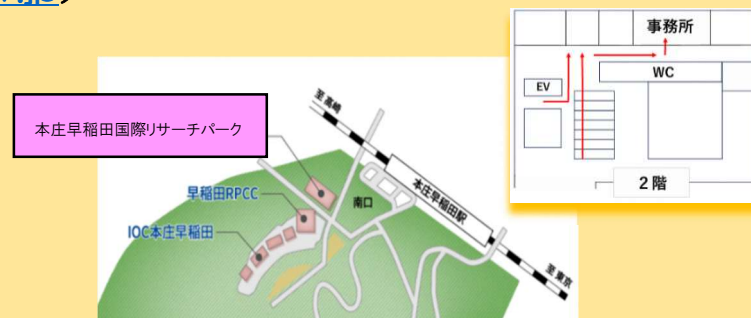 事務所
WC
EV
2階
至高崎
本庄早稲田国際リサーチパーク
本庄早稲田駅
早稲田RPCC
南口
IOC本庄早稲田
至東京